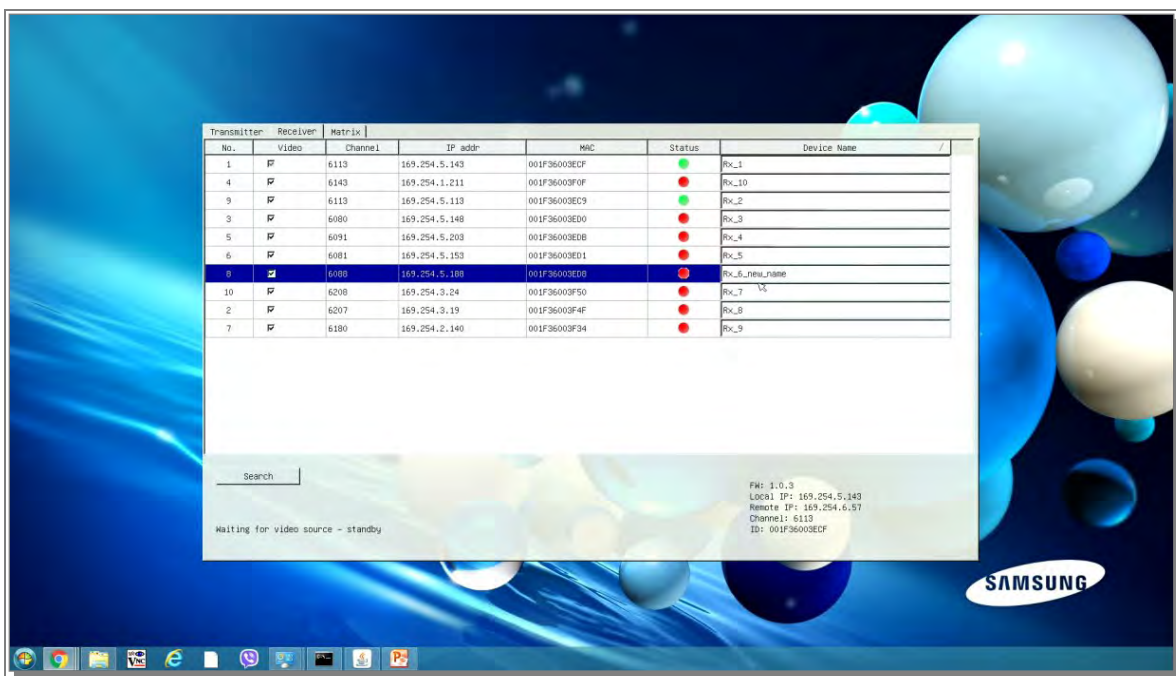 Transmitter Receiver Matrix
No. Video Channel IP addr MAC Status Device Name /
1 6113 169.254.5.143 001F36003ECF Rx_1
4 6143 169.254.1.211 001F36003F0F Rx_10
9 6113 169.254.5.113 001F36003EC9 Rx_2
3 6080 169.254.5.148 001F36003ED0 Rx_3
5 6091 169.254.5.203 001F36003EDB Rx_4
6 6081 169.254.5.153 001F36003ED1 Rx_5
8 6088 169.254.5.188 001F36003ED8 Rx_6_new_name
10 6208 169.254.3.24 001F36003F50 Rx_7
2 6207 169.254.3.19 001F36003F4F Rx_8
7 6180 169.254.2.140 001F36003F34 Rx_9
Search
FW: 1.0.3
Local IP: 169.254.5.143
Remote IP: 169.254.6.57
Channel: 6113
ID: 001F36003ECF
Waiting for video source - standby
SAMSUNG
VNC